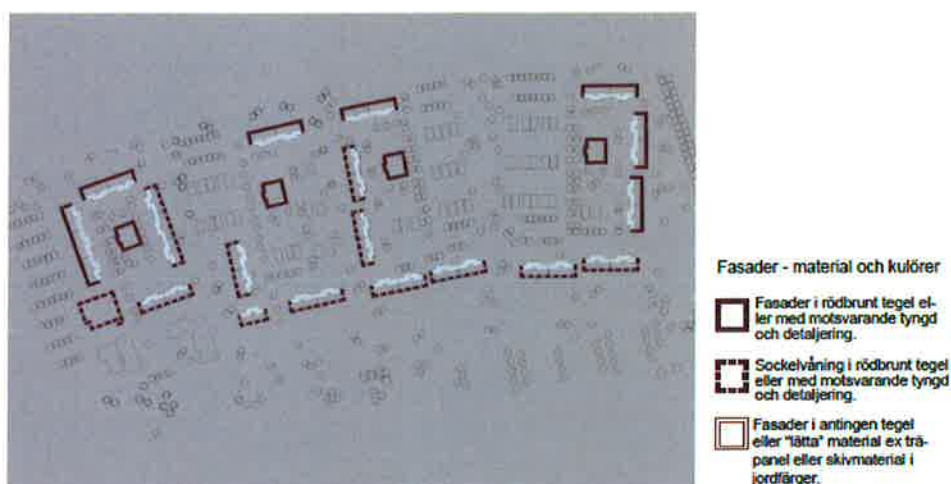 Fasader - material och kulörer
Fasader i rödbrunt tegel el-
ler med motsvarande tyngd
och detaljering.
Sockelvåning i rödbrunt tegel
eller med motsvarande tyngd
och detaljering.
Fasader i antingen tegel
eller "lätta" material ex trä-
panel eller skivmaterial i
jordfärger.